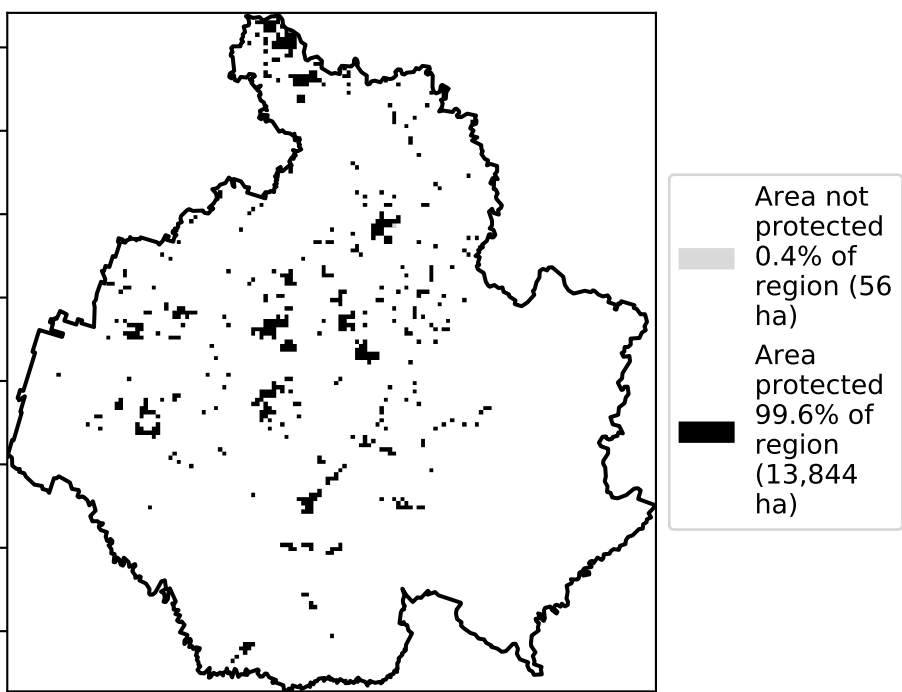 Area not
protected
0.4% of
region (56
ha)
Area
protected
99.6% of
region
(13,844
ha)